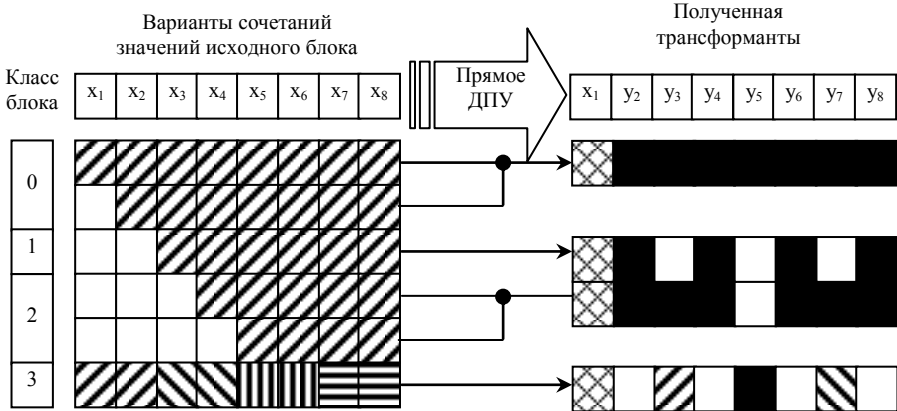 Варианты сочетаний
значений исходного блока
Полученная
трансформанты
Класс
блока
x1 x2 x3 x4 x5 x6 x7 x8
Прямое
ДПУ
x1 y2 y3 y4 y5 y6 y7 y8
0
1
2
3